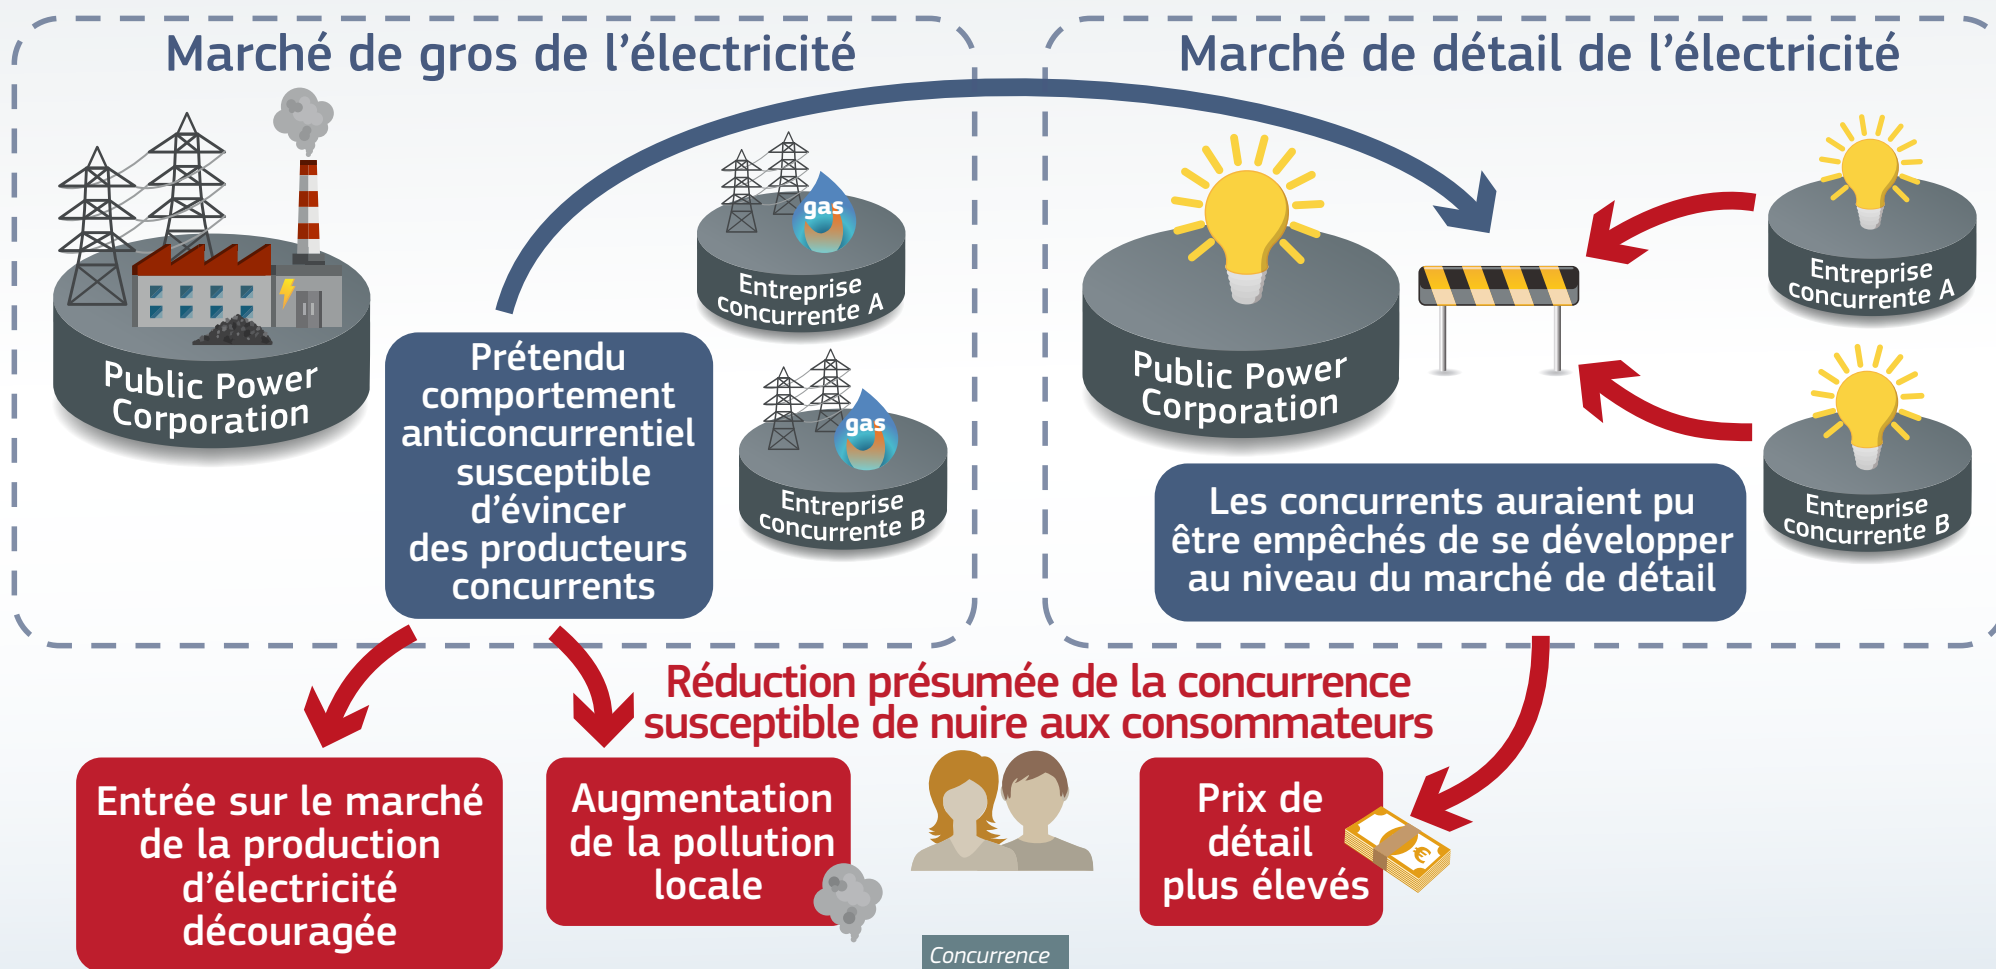 Marché de gros de l’électricité
Public Power
Corporation
Prétendu
comportement
anticoncurrentiel
susceptible
d’évincer
des producteurs
concurrents
gas
Entreprise
concurrente A
gas
Entreprise
concurrente B
Marché de détail de l’électricité
Public Power
Corporation
Entreprise
concurrente A
Entreprise
concurrente B
Les concurrents auraient pu
être empêchés de se développer
au niveau du marché de détail
Réduction présumée de la concurrence
susceptible de nuire aux consommateurs
Entrée sur le marché
de la production
d’électricité
découragée
Augmentation
de la pollution
locale
Prix de
détail
plus élevés
€
Concurrence